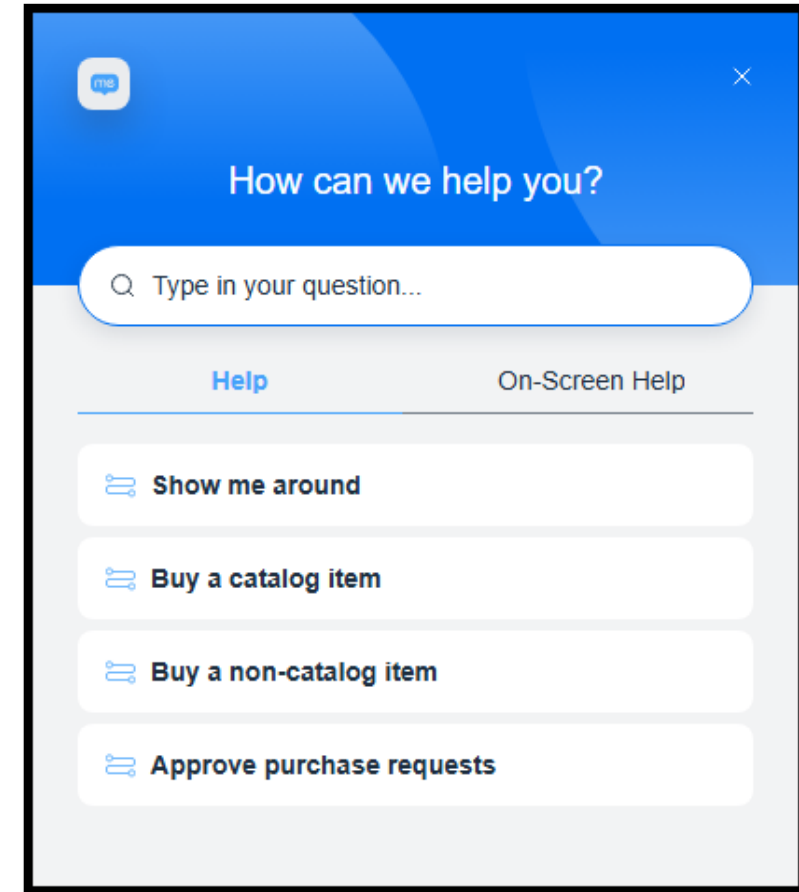 me
How can we help you?
Type in your question...
Help
On-Screen Help
Show me around
Buy a catalog item
Buy a non-catalog item
Approve purchase requests